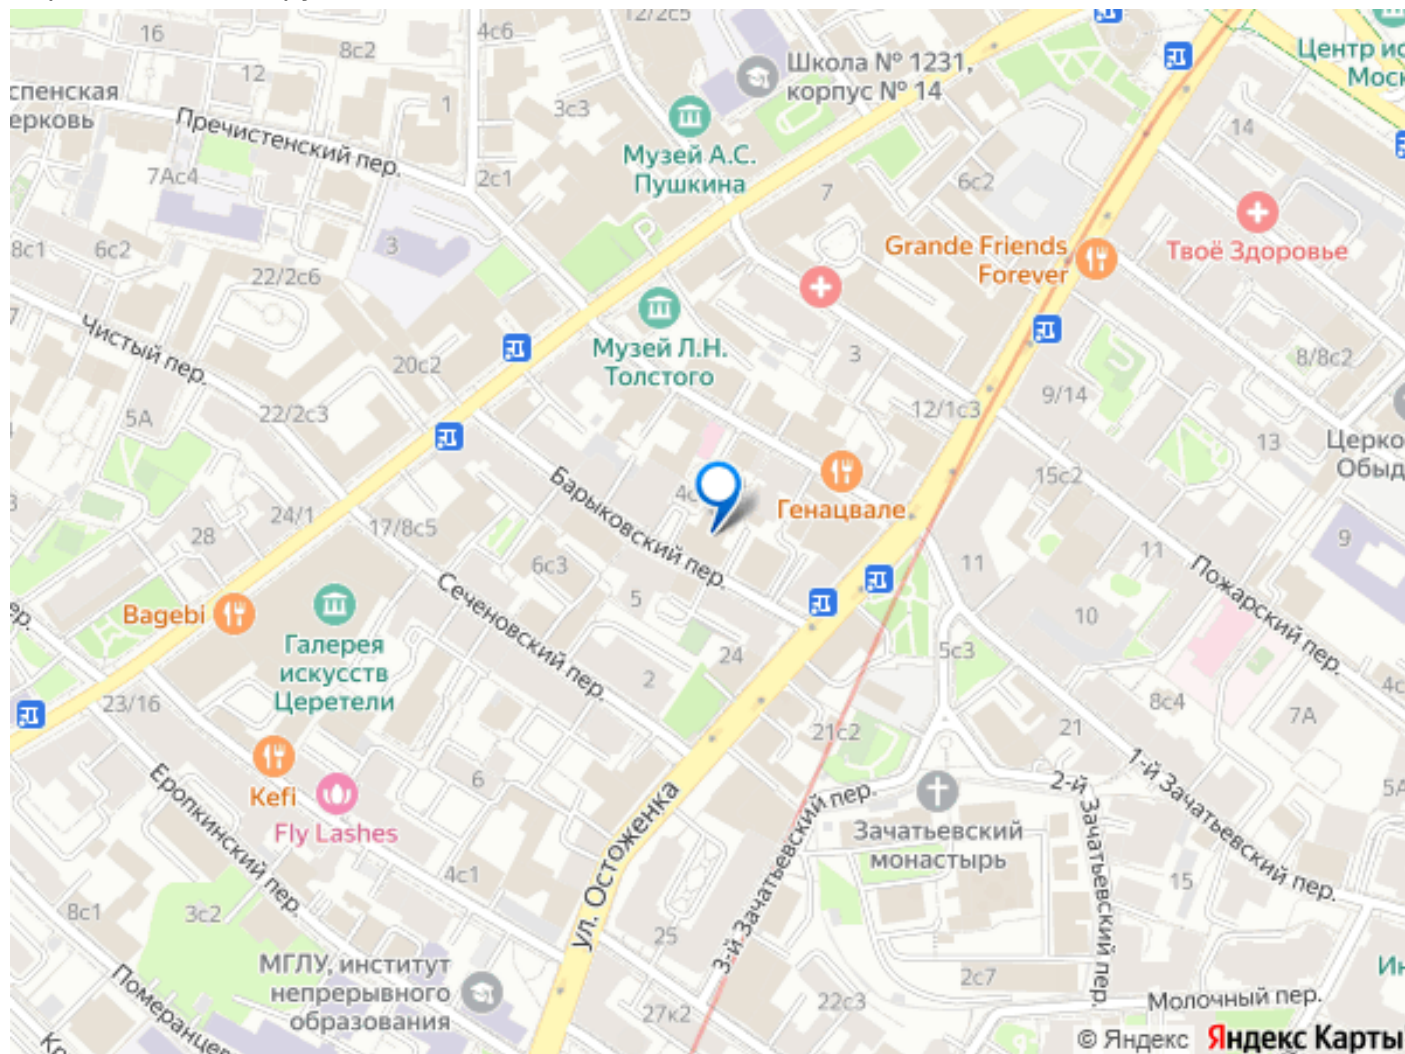 12/2с5
16
8с2
4с6
Школа № 1231,
корпус № 14
Центр ис
Моск
12
спенская
ерковь
1
3с3
14
Пречистенский пер.
Музей А.С.
Пушкина
7Ас4
2с1
7
6с2
8с1
6с2
3
Grande Friends
Forever
Твоё Здоровье
22/2с6
Чистый пер.
Музей Л.Н.
Толстого
3
8/8с2
20с2
9/14
12/1с3
5А
22/2с3
13
Церко
Обыд
15с2
Барыковский пер.
Генацвале
24/1
17/8с5
28
9
11
11
6с3
Пожарский пер.
Bagebi
Сеченовский пер.
5
10
Галерея
искусств
Церетели
24
5с3
2
23/16
8с4
7А
4с
21с2
21
Kefi
Еропкинский пер.
6
1-й Зачатьевский пер.
2-й Зачатьевский пер.
5А
Fly Lashes
ул. Остоженка
3-й Зачатьевский пер.
Зачатьевский
монастырь
4с1
15
8с1
3с2
25
МГЛУ, институт
непрерывного
образования
2с7
Ин
22с3
Молочный пер.
27к2
Померанцев
© Яндекс Яндекс Карты